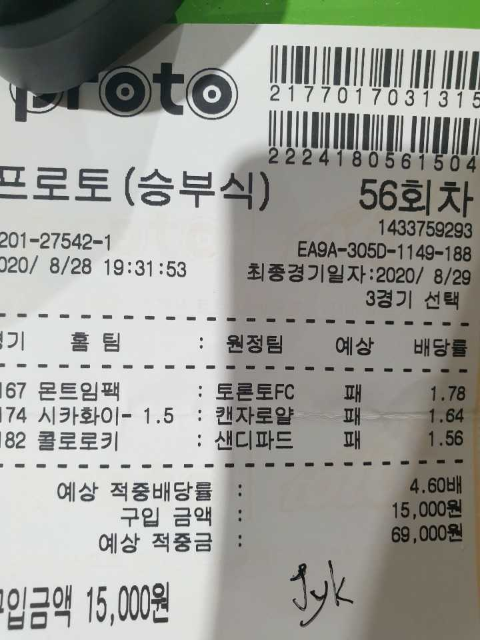 proto
2177017031315
2224180561504
프로토(승부식) 56회차
1433759293
201-27542-1 EA9A-305D-1149-188
020/ 8/28 19:31:53 최종경기일자:2020/ 8/29
3경기 선택
경기 홈 팀 : 원정팀 예상 배당률
167 몬트임팩 : 토론토FC 패 1.78
174 시카화이- 1.5 : 캔자로얄 패 1.64
182 콜로로키 : 샌디파드 패 1.56
예상 적중배당률 : 4.60배
구입 금액 : 15,000원
예상 적중금 : 69,000원
Jyk
구입금액 15,000원